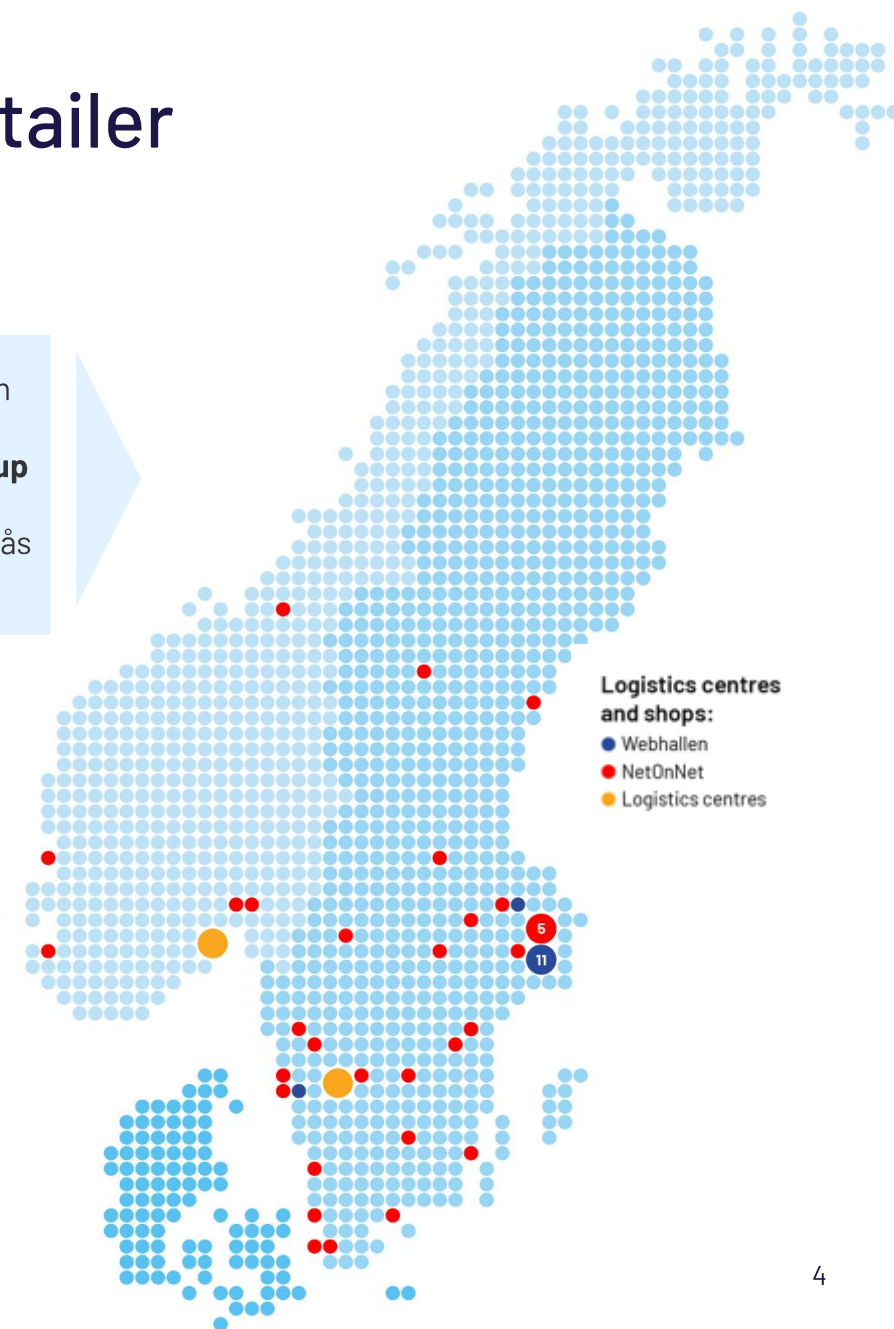 tailer
n
up
ås
Logistics centres
and shops:
Webhallen
NetOnNet
Logistics centres
5
11
4